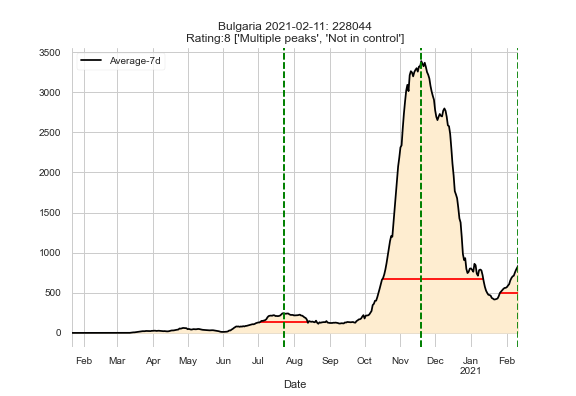 Bulgaria 2021-02-11: 228044
Rating:8 ['Multiple peaks', 'Not in control']
Average-7d
3500
3000
2500
2000
1500
1000
500
0
Feb Mar Apr May Jun Jul Aug Sep Oct Nov Dec Jan Feb
2021
Date